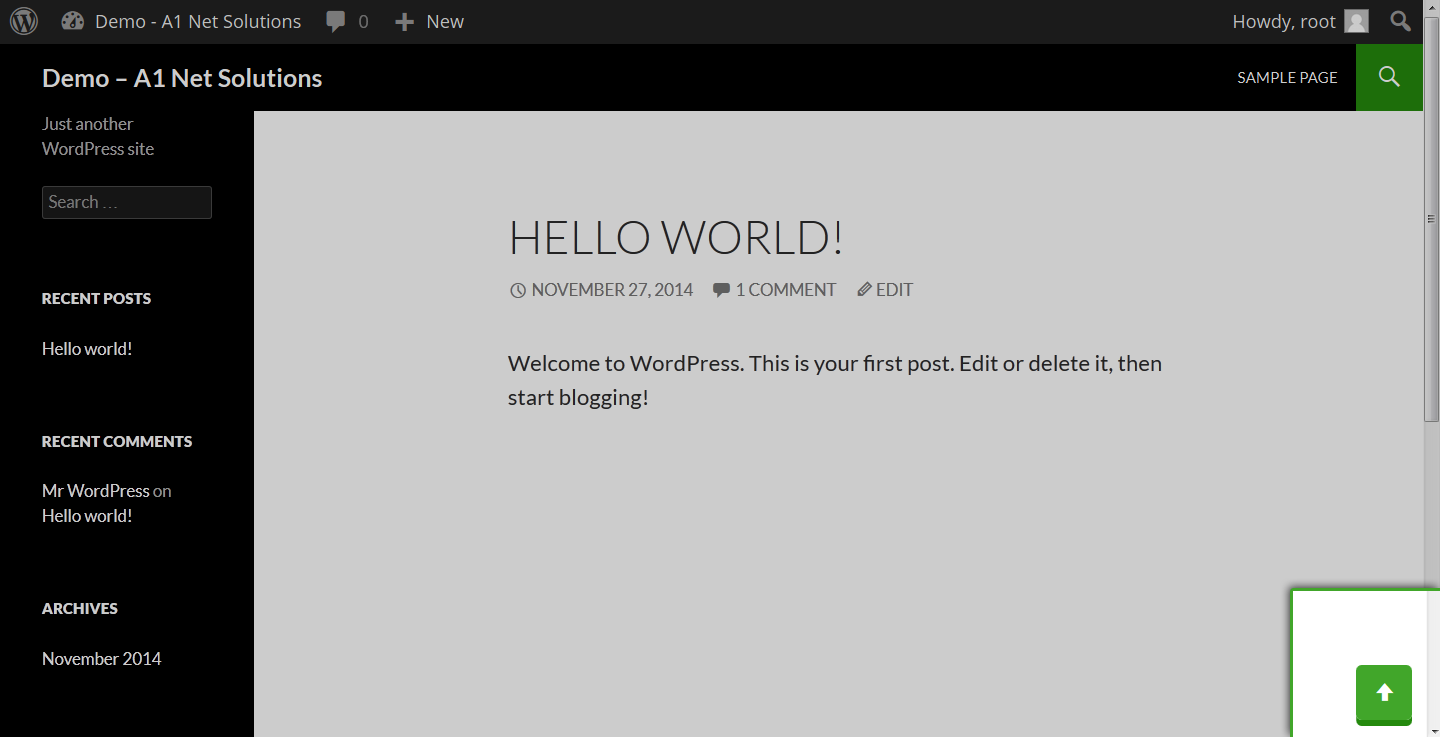 Demo - A1 Net Solutions 0 New Howdy, root
Demo – A1 Net Solutions SAMPLE PAGE
Just another
WordPress site
Search …
RECENT POSTS
Hello world!
RECENT COMMENTS
Mr WordPress on
Hello world!
ARCHIVES
November 2014
HELLO WORLD!
NOVEMBER 27, 2014 1 COMMENT EDIT
Welcome to WordPress. This is your first post. Edit or delete it, then
start blogging!